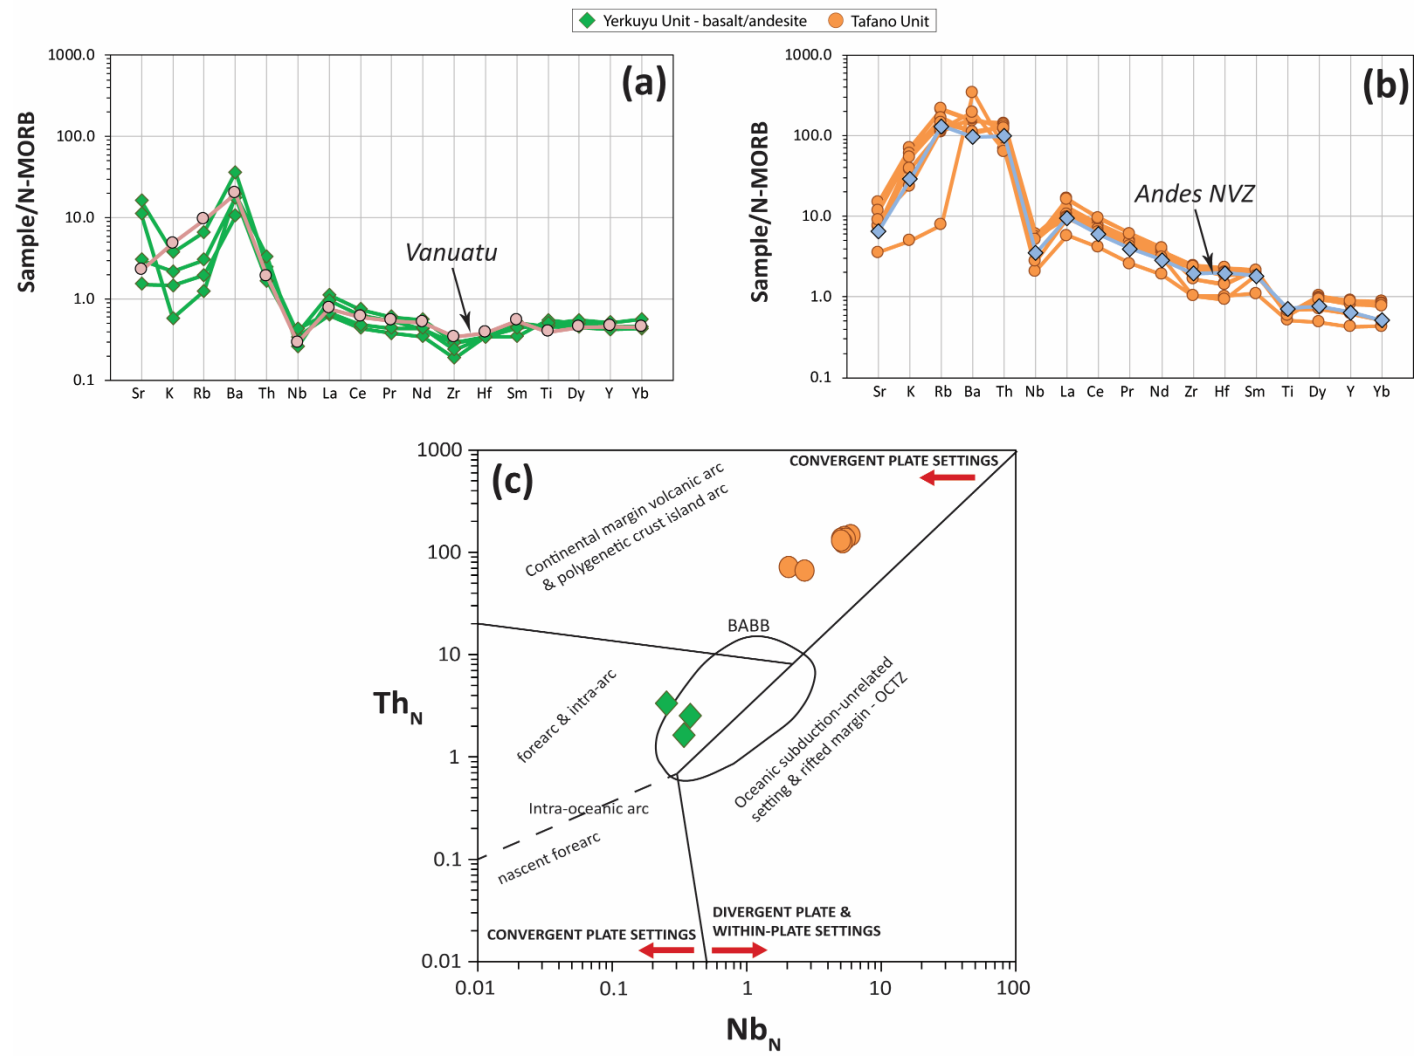 Yerkuyu Unit - basalt/andesite Tafano Unit
(a)
Sample/N-MORB
1000.0
100.0
10.0
1.0
0.1
Vanuatu
Sr K Rb Ba Th Nb La Ce Pr Nd Zr Hf Sm Ti Dy Y Yb
(b)
Sample/N-MORB
1000.0
100.0
10.0
1.0
0.1
Andes NVZ
Sr K Rb Ba Th Nb La Ce Pr Nd Zr Hf Sm Ti Dy Y Yb
(c)
ThN
1000
100
10
1
0.1
0.01
CONVERGENT PLATE SETTINGS
Continental margin volcanic arc
& polygenetic crust island arc
BABB
forearc & intra-arc
Oceanic subduction-unrelated
setting & rifted margin - OCTZ
Intra-oceanic arc
nascent forearc
CONVERGENT PLATE SETTINGS
DIVERGENT PLATE &
WITHIN-PLATE SETTINGS
0.01 0.1 1 10 100
NbN